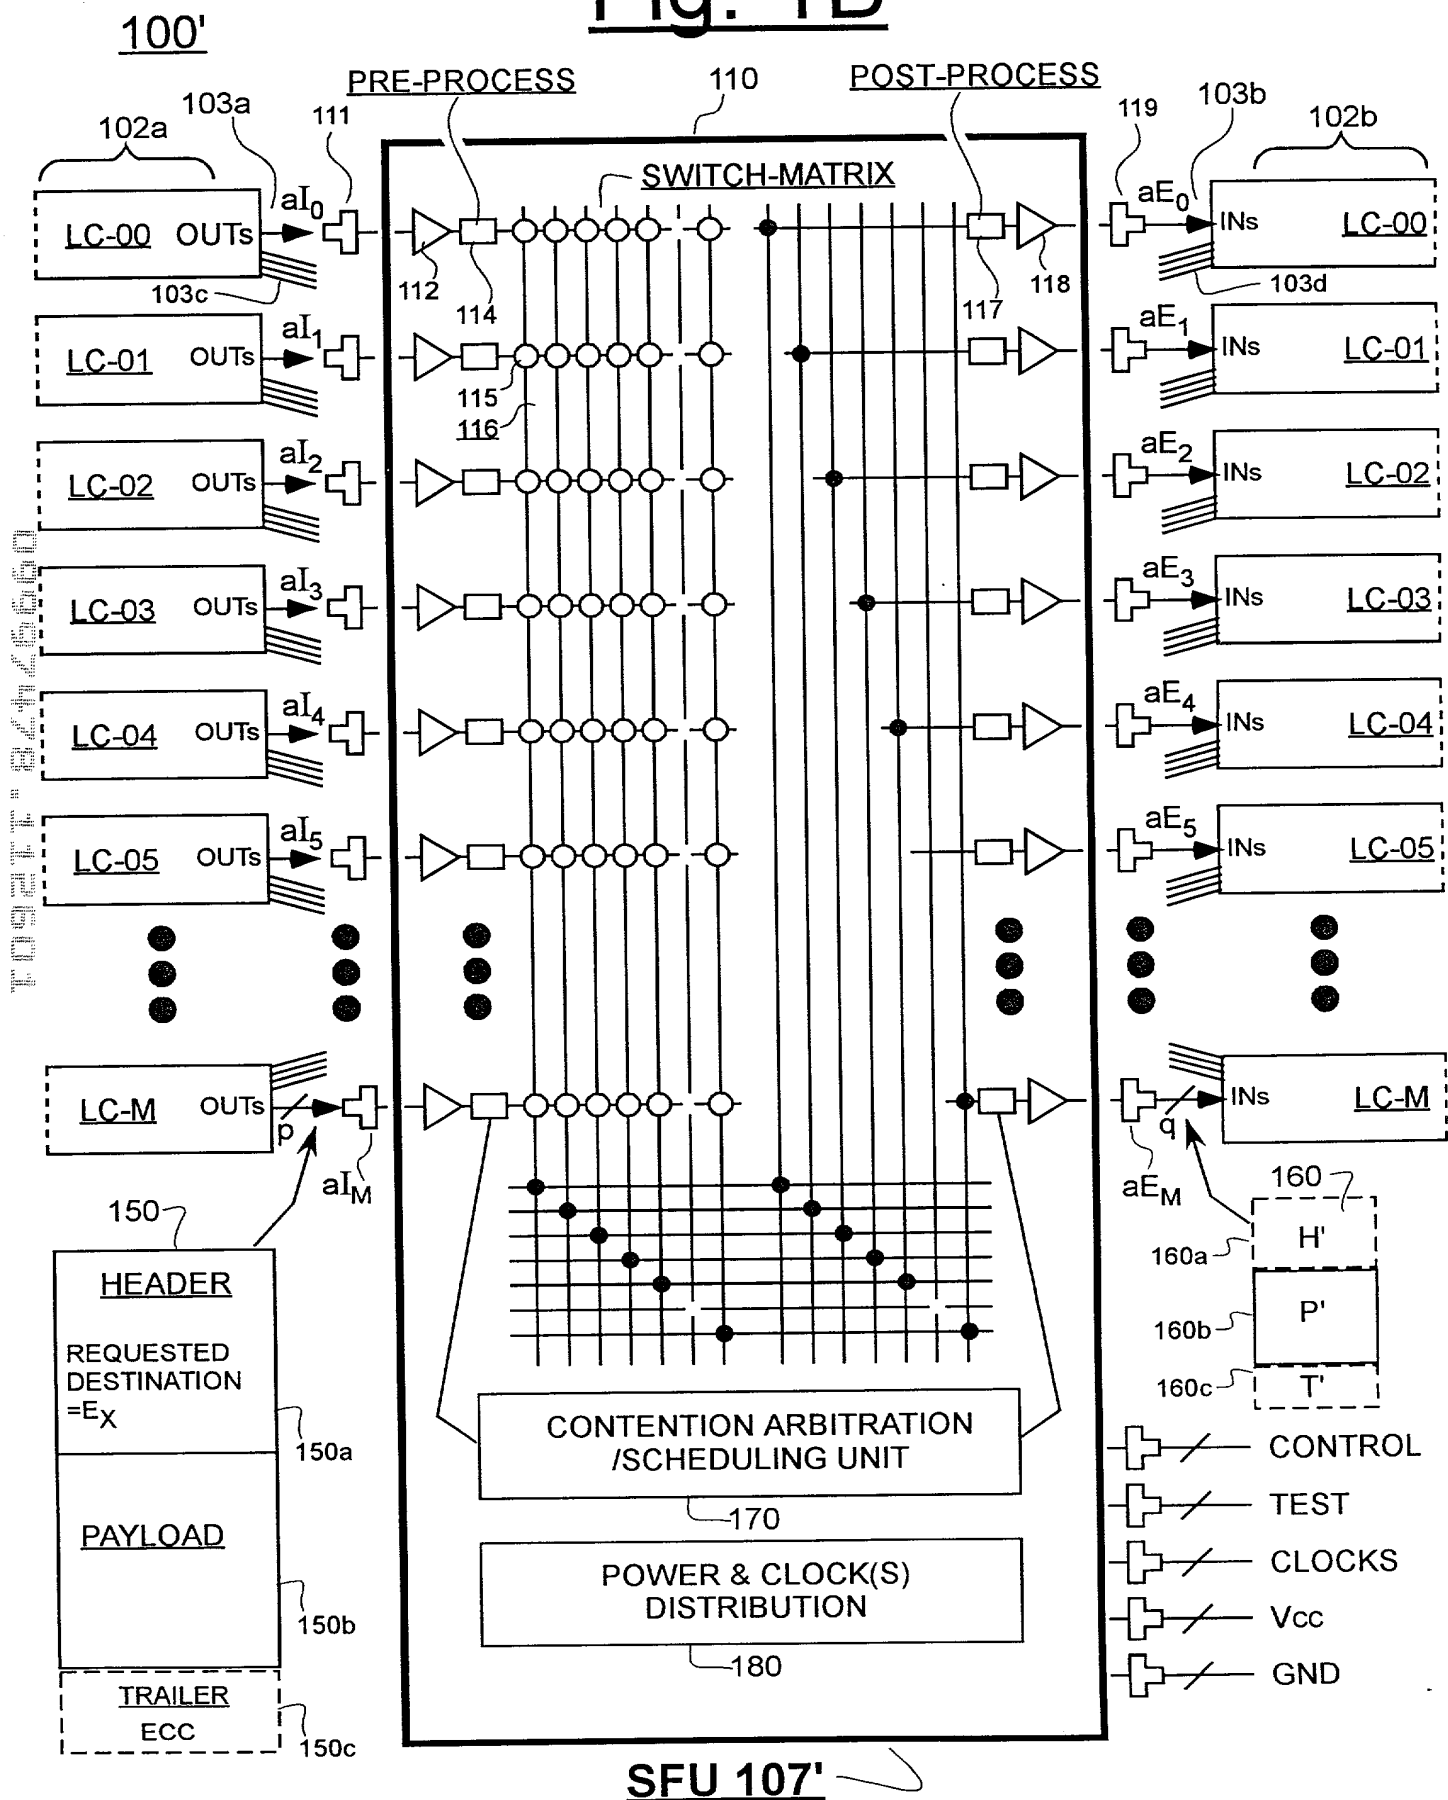 Fig. 1B
100'
PRE-PROCESS
110
POST-PROCESS
102a
103a
111
119
103b
102b
SWITCH-MATRIX
LC-00 OUTs
aI0
112
114
117
118
aE0
INs LC-00
103c
103d
LC-01 OUTs
aI1
115
116
aE1
INs LC-01
LC-02 OUTs
aI2
aE2
INs LC-02
LC-03 OUTs
aI3
aE3
INs LC-03
LC-04 OUTs
aI4
aE4
INs LC-04
LC-05 OUTs
aI5
aE5
INs LC-05
LC-M OUTs
p
aIM
q
aEM
INs LC-M
150
HEADER
REQUESTED
DESTINATION
=EX
150a
PAYLOAD
150b
TRAILER
ECC
150c
160
H'
160a
P'
160b
T'
160c
CONTENTION ARBITRATION
/SCHEDULING UNIT
170
POWER & CLOCK(S)
DISTRIBUTION
180
CONTROL
TEST
CLOCKS
Vcc
GND
SFU 107'